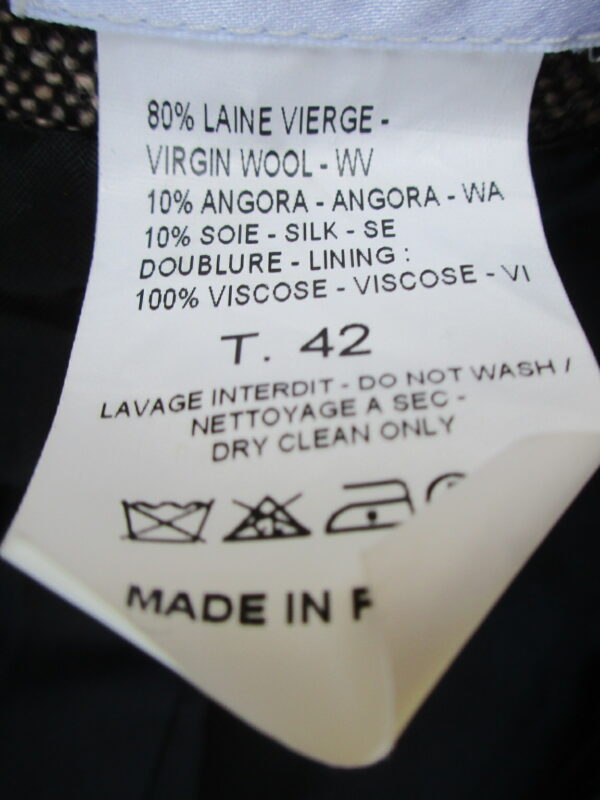 80% LAINE VIERGE -
VIRGIN WOOL - WV
10% ANGORA - ANGORA - WA
10% SOIE - SILK - SE
DOUBLURE - LINING :
100% VISCOSE - VISCOSE - VI
T. 42
LAVAGE INTERDIT - DO NOT WASH /
NETTOYAGE A SEC -
DRY CLEAN ONLY
MADE IN